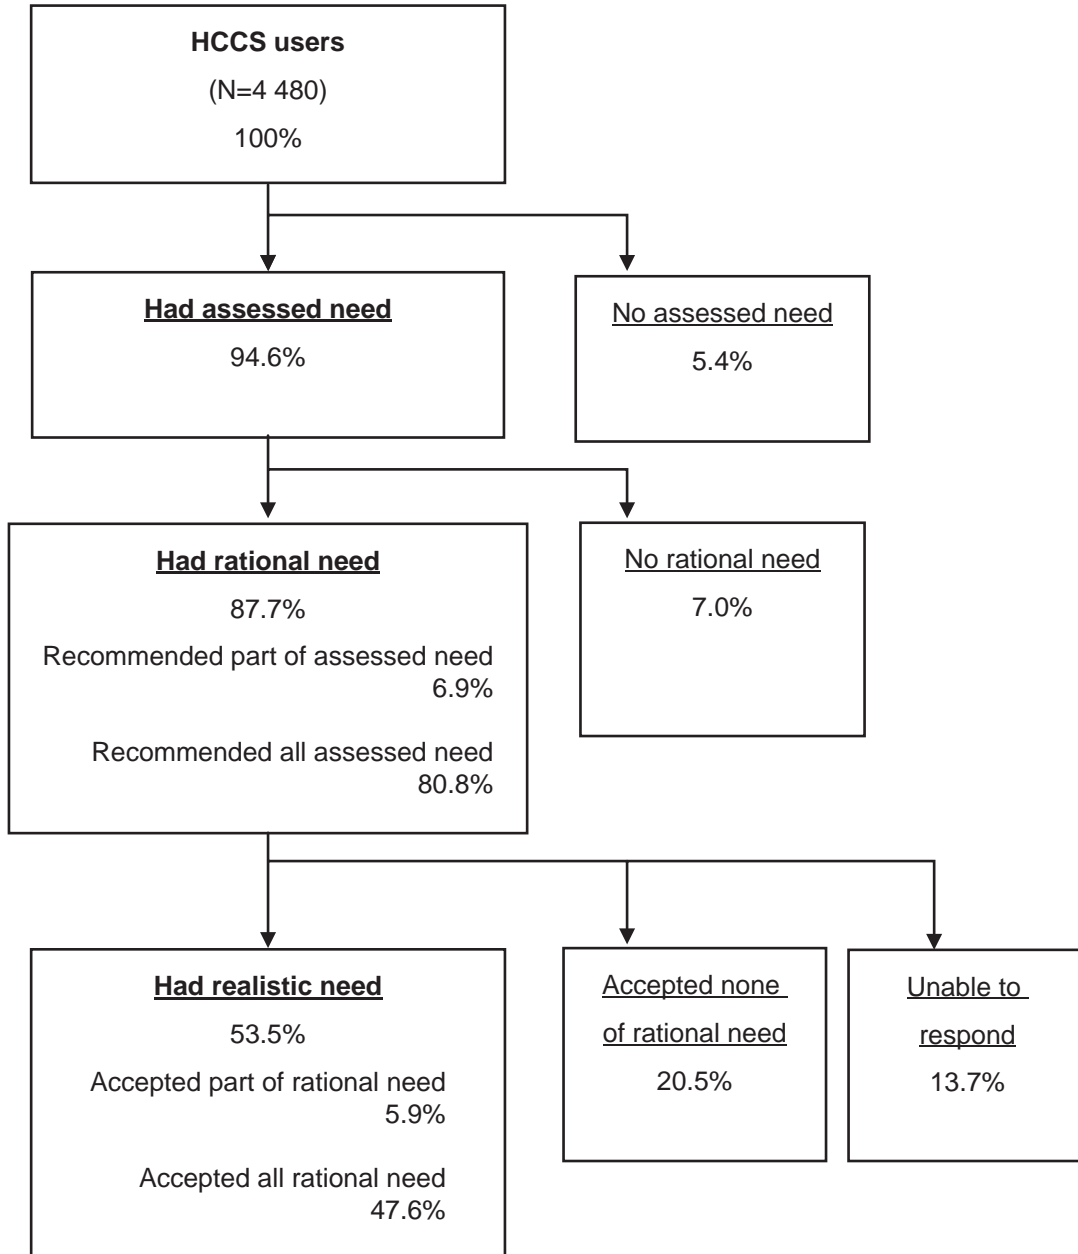 HCCS users
(N=4 480)
100%
Had assessed need
94.6%
No assessed need
5.4%
Had rational need
87.7%
Recommended part of assessed need
6.9%
Recommended all assessed need
80.8%
No rational need
7.0%
Had realistic need
53.5%
Accepted part of rational need
5.9%
Accepted all rational need
47.6%
Accepted none
of rational need
20.5%
Unable to
respond
13.7%